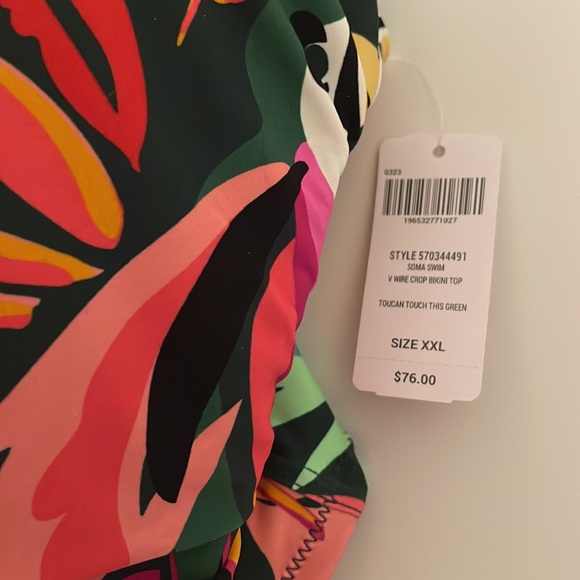 0323
196532771027
STYLE 570344491
SOMA SWIM
V WIRE CROP BIKINI TOP
TOUCAN TOUCH THIS GREEN
SIZE XXL
$76.00